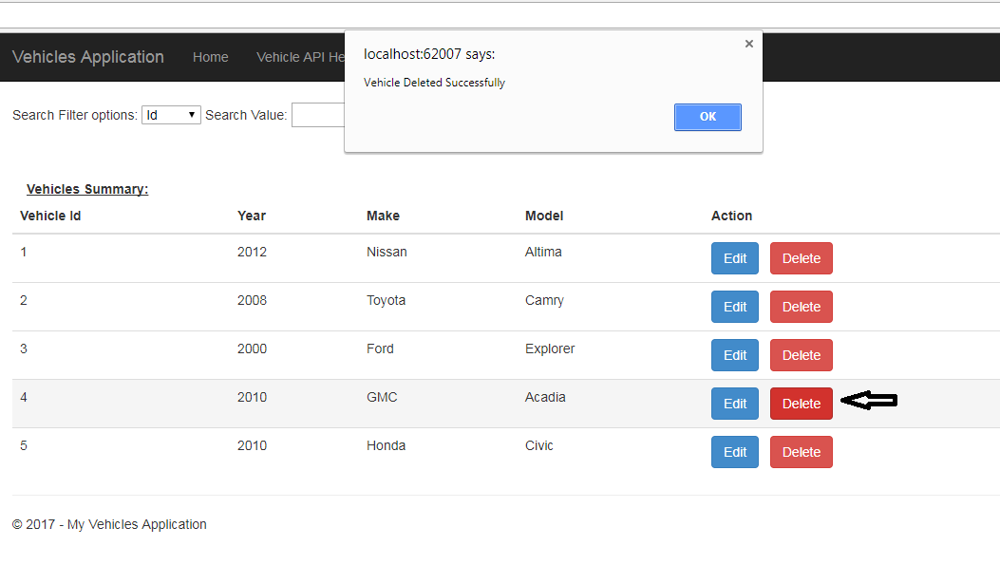 Vehicles Application Home Vehicle API He
localhost:62007 says:
Vehicle Deleted Successfully
OK
Search Filter options: Id Search Value:
Vehicles Summary:
Vehicle Id Year Make Model Action
1 2012 Nissan Altima Edit Delete
2 2008 Toyota Camry Edit Delete
3 2000 Ford Explorer Edit Delete
4 2010 GMC Acadia Edit Delete
5 2010 Honda Civic Edit Delete
© 2017 - My Vehicles Application